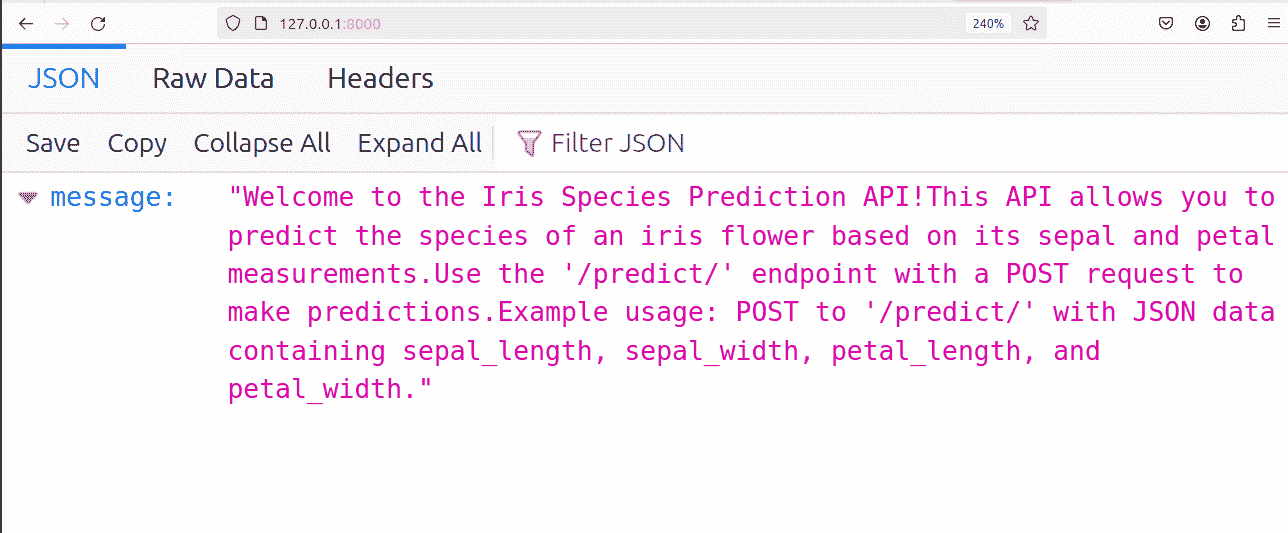 127.0.0.1:8000
240%
JSON Raw Data Headers
Save Copy Collapse All Expand All Filter JSON
message: "Welcome to the Iris Species Prediction API!This API allows you to
predict the species of an iris flower based on its sepal and petal
measurements.Use the '/predict/' endpoint with a POST request to
make predictions.Example usage: POST to '/predict/' with JSON data
containing sepal_length, sepal_width, petal_length, and
petal_width."